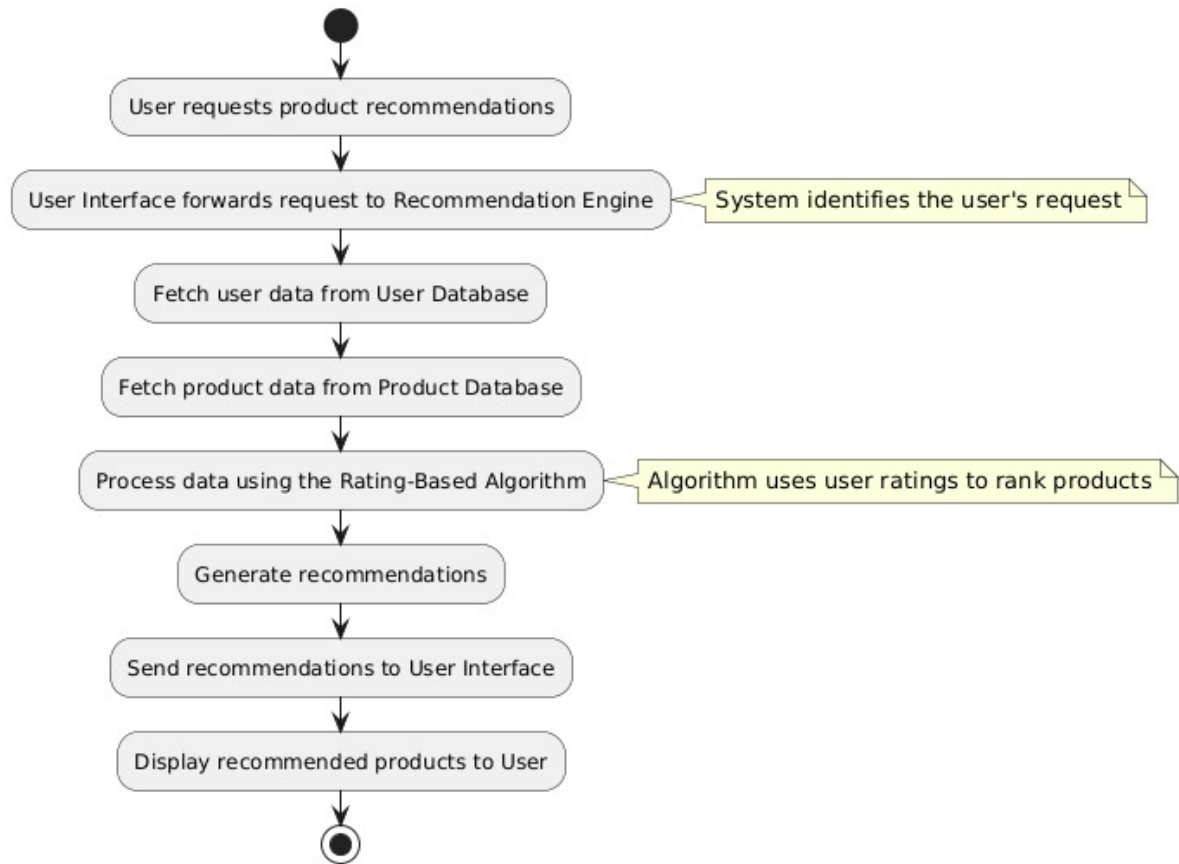 User requests product recommendations
User Interface forwards request to Recommendation Engine
System identifies the user's request
Fetch user data from User Database
Fetch product data from Product Database
Process data using the Rating-Based Algorithm
Algorithm uses user ratings to rank products
Generate recommendations
Send recommendations to User Interface
Display recommended products to User